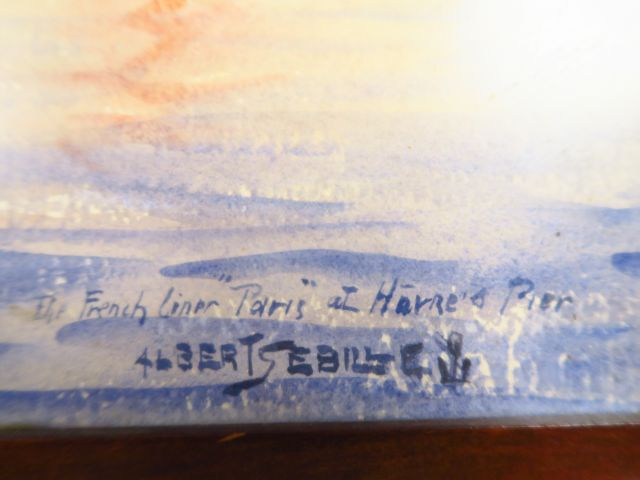 The French Liner "Paris" at Havre's Pier
ALBERT SEBILLE